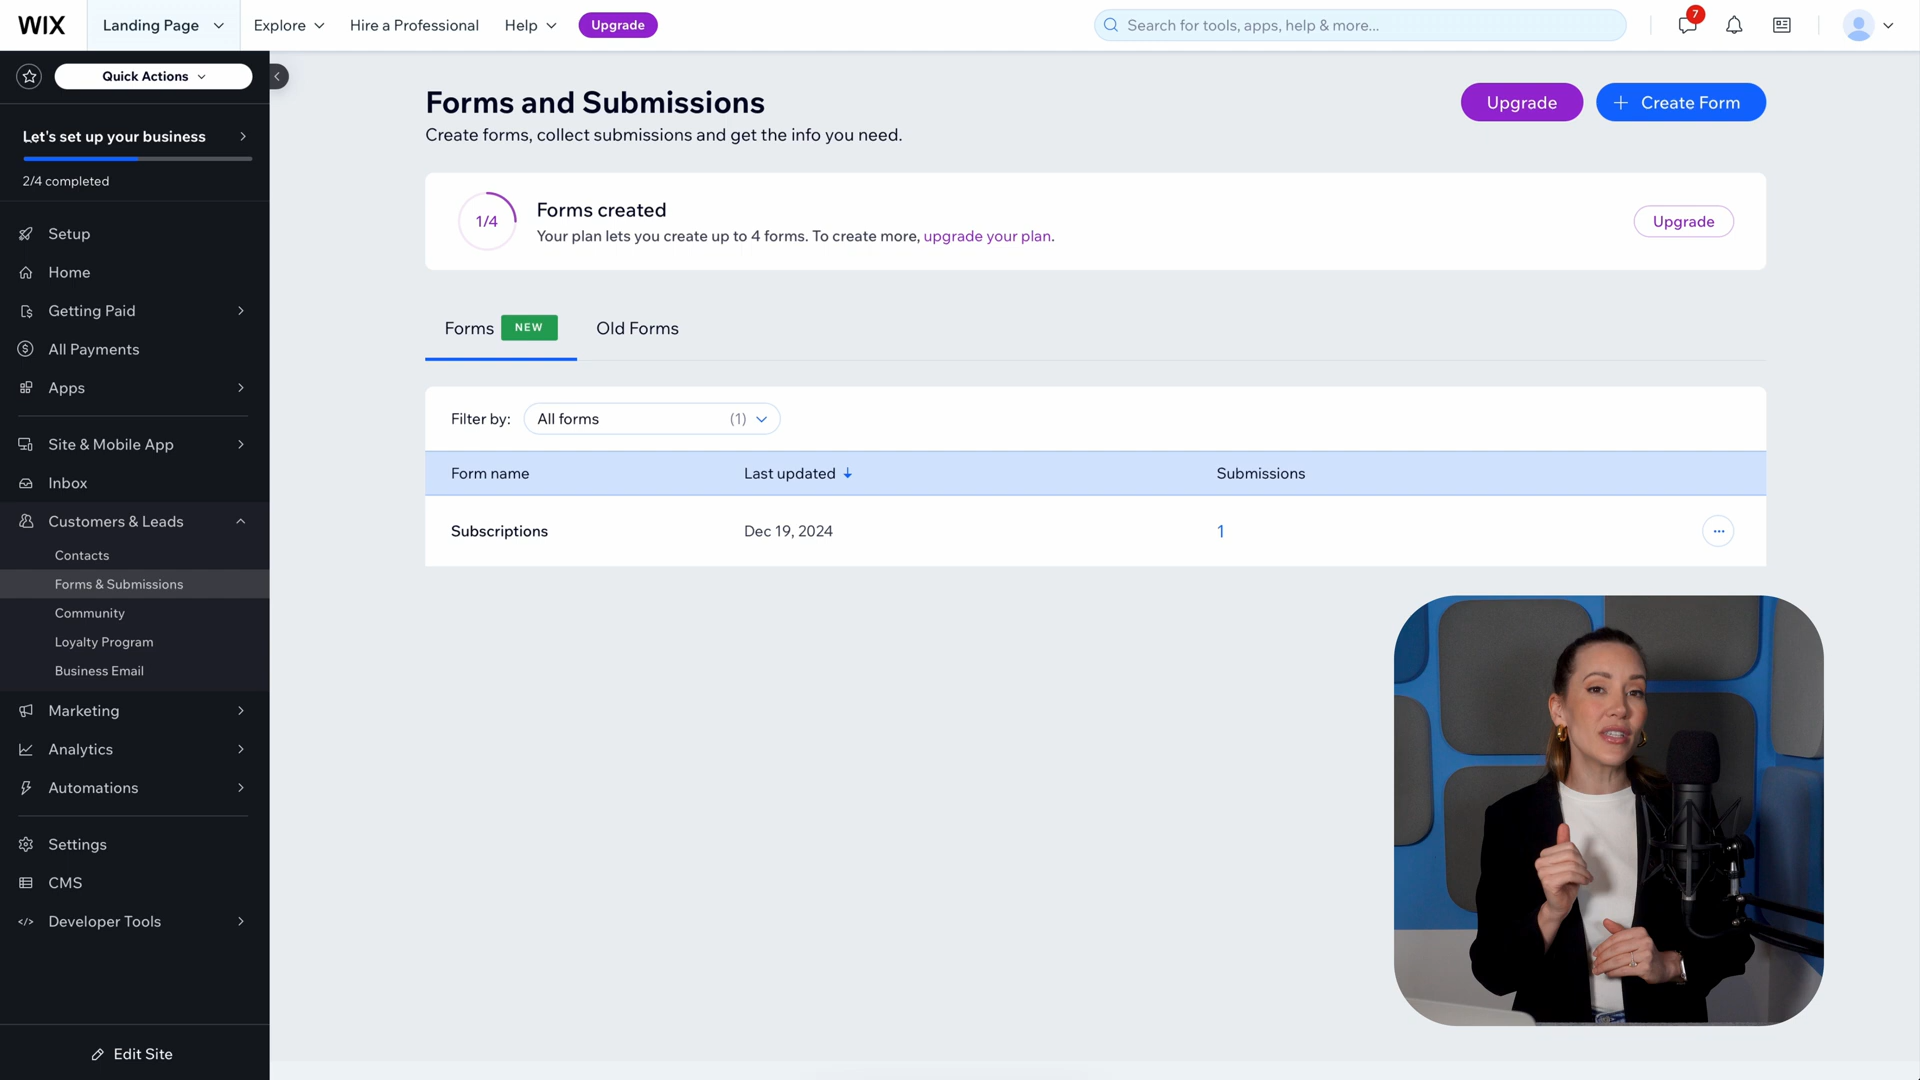 WIX
Landing Page
Explore
Hire a Professional
Help
Upgrade
Search for tools, apps, help & more...
7
Quick Actions
Let's set up your business
2/4 completed
Setup
Home
Getting Paid
All Payments
Apps
Site & Mobile App
Inbox
Customers & Leads
Contacts
Forms & Submissions
Community
Loyalty Program
Business Email
Marketing
Analytics
Automations
Settings
CMS
Developer Tools
Edit Site
Forms and Submissions
Create forms, collect submissions and get the info you need.
Upgrade
+ Create Form
1/4
Forms created
Your plan lets you create up to 4 forms. To create more, upgrade your plan.
Upgrade
Forms NEW
Old Forms
Filter by: All forms (1)
Form name Last updated Submissions
Subscriptions Dec 19, 2024 1